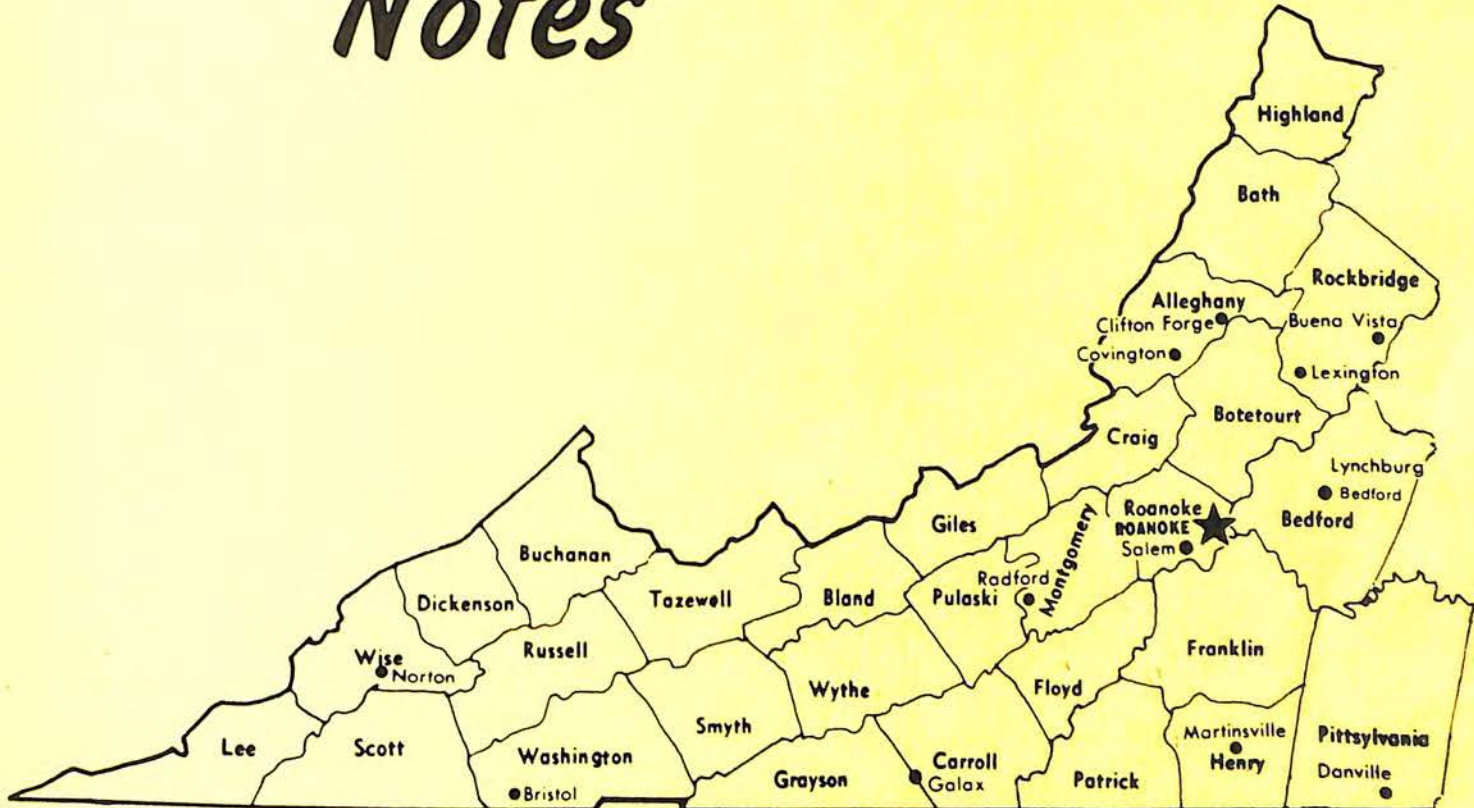 Notes
Highland
Bath
Rockbridge
Alleghany
Clifton Forge
Buena Vista
Covington
Lexington
Botetourt
Craig
Lynchburg
Bedford
Bedford
Roanoke
ROANOKE
Salem
Giles
Montgomery
Buchanan
Radford
Pulaski
Dickenson
Tazewell
Bland
Franklin
Russell
Wise
Norton
Wythe
Floyd
Smyth
Martinsville
Henry
Pittsylvania
Danville
Lee
Scott
Washington
Bristol
Grayson
Carroll
Galax
Patrick